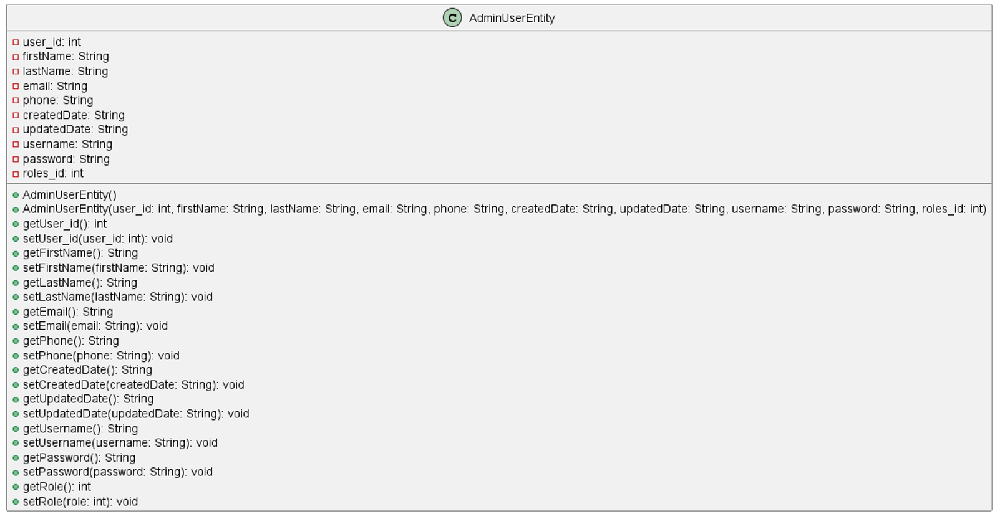 C AdminUserEntity
user_id: int
firstName: String
lastName: String
email: String
phone: String
createdDate: String
updatedDate: String
username: String
password: String
roles_id: int
AdminUserEntity()
AdminUserEntity(user_id: int, firstName: String, lastName: String, email: String, phone: String, createdDate: String, updatedDate: String, username: String, password: String, roles_id: int)
getUser_id(): int
setUser_id(user_id: int): void
getFirstName(): String
setFirstName(firstName: String): void
getLastName(): String
setLastName(lastName: String): void
getEmail(): String
setEmail(email: String): void
getPhone(): String
setPhone(phone: String): void
getCreatedDate(): String
setCreatedDate(createdDate: String): void
getUpdatedDate(): String
setUpdatedDate(updatedDate: String): void
getUsername(): String
setUsername(username: String): void
getPassword(): String
setPassword(password: String): void
getRole(): int
setRole(role: int): void